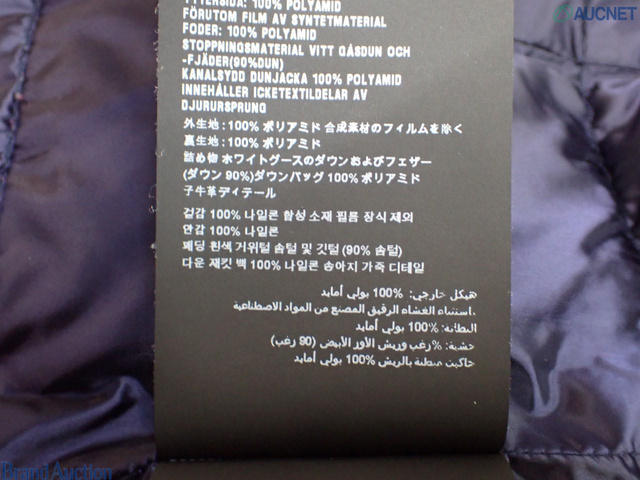 YTTERSIDA: 100% POLYAMID
FÖRUTOM FILM AV SYNTETMATERIAL
FODER: 100% POLYAMID
STOPPNINGSMATERIAL VITT GÅSDUN OCH
-FJÄDER(90%DUN)
KANALSYDD DUNJACKA 100% POLYAMID
INNEHÅLLER ICKETEXTILDELAR AV
DJURURSPRUNG
外生地:100% ポリアミド 合成素材のフィルムを除く
裏生地:100% ポリアミド
詰め物 ホワイトグースのダウンおよびフェザー
(ダウン 90%)ダウンバッグ 100% ポリアミド
子牛革ディテール
겉감 100% 나일론 합성 소재 필름 장식 제외
안감 100% 나일론
패딩 흰색 거위털 솜털 및 깃털 (90% 솜털)
다운 재킷 백 100% 나일론 송아지 가죽 디테일
هيكل خارجي: %100 بولي أمايد
.استثناء الغشاء الرقيق المصنع من المواد الاصطناعية
البطانة: %100 بولي أمايد
حشية: %رغب وريش الأوز الأبيض (90 رغب)
جاكيت مبطنة بالريش %100 بولي أمايد
AUCNET
Brand Auction